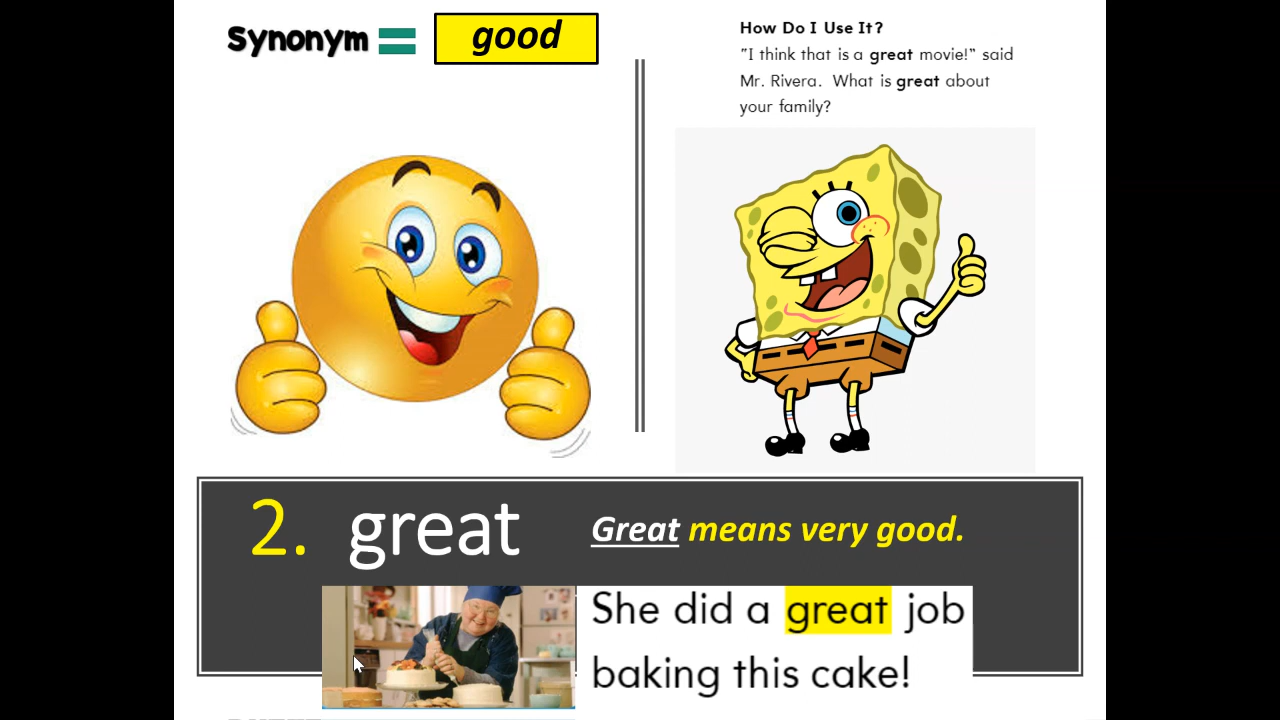 Synonym = good
How Do I Use It?
"I think that is a great movie!" said
Mr. Rivera. What is great about
your family?
2. great
Great means very good.
She did a great job
baking this cake!